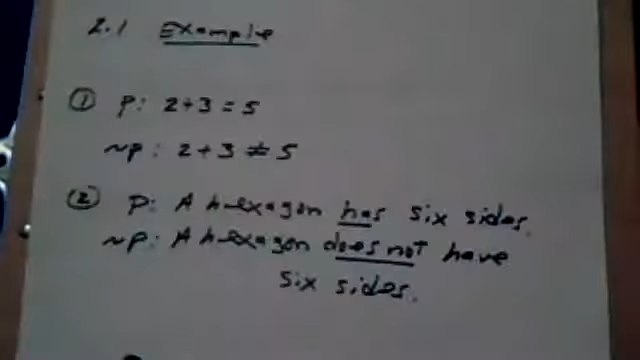 2.1 Example
① P: 2+3=5
~P: 2+3≠5
② P: A hexagon has six sides.
~P: A hexagon does not have
six sides.